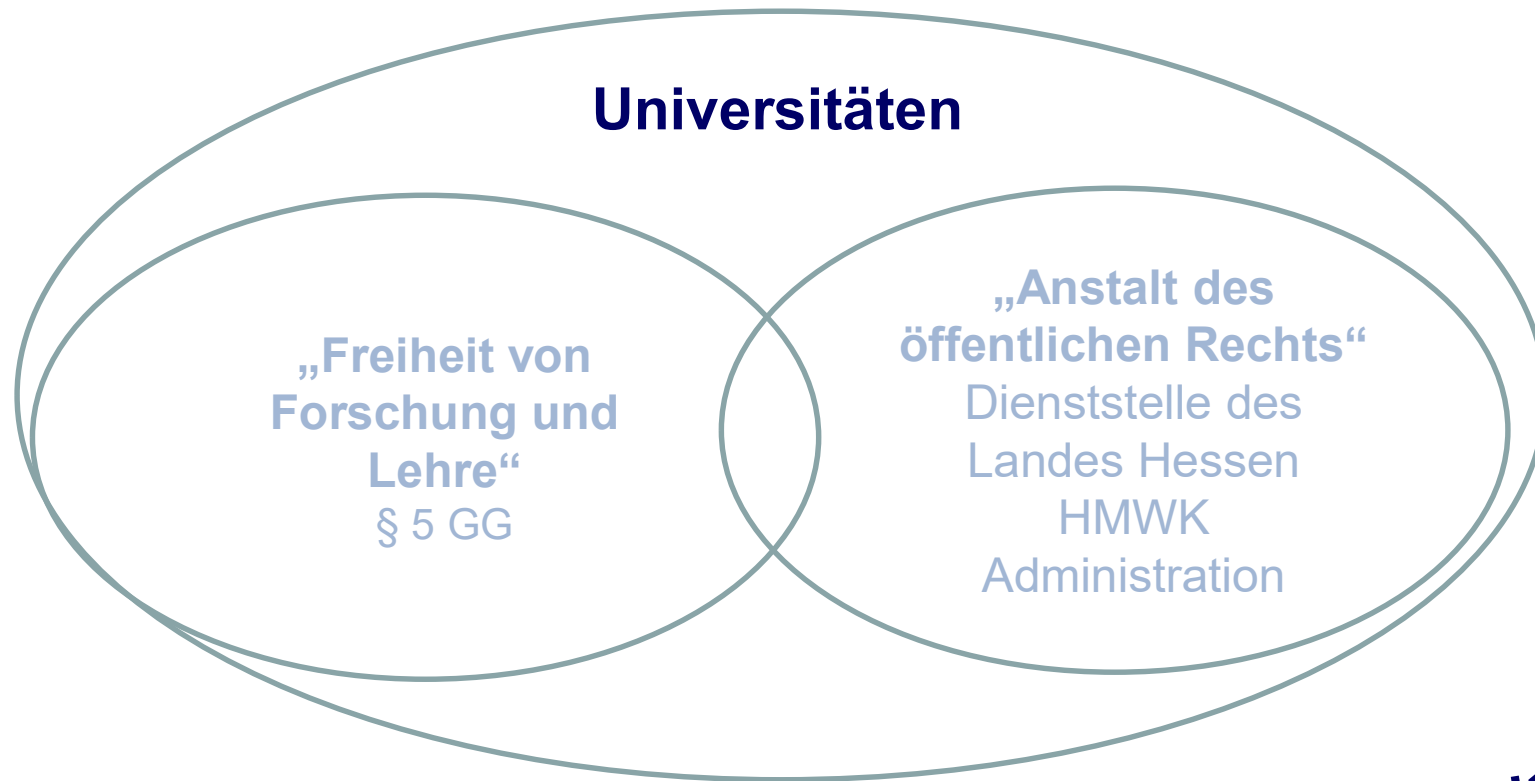 Universitäten
„Freiheit von
Forschung und
Lehre“
§ 5 GG
„Anstalt des
öffentlichen Rechts“
Dienststelle des
Landes Hessen
HMWK
Administration